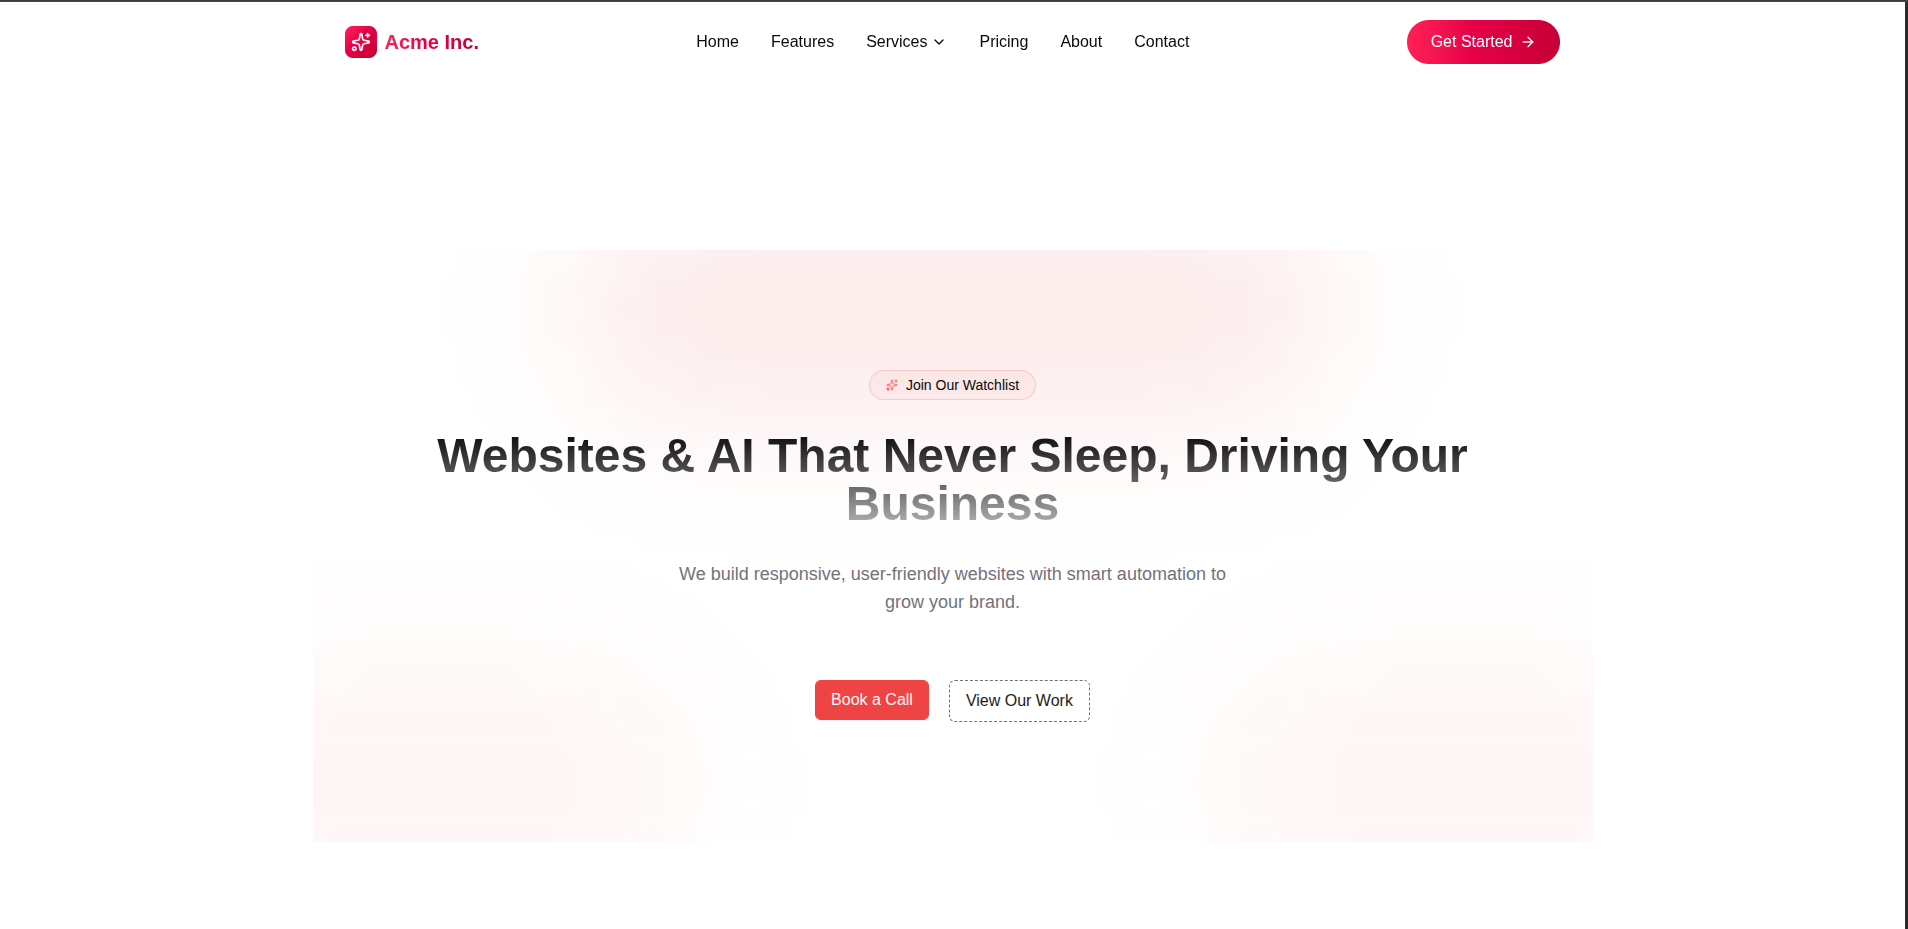 Acme Inc.
Home
Features
Services
Pricing
About
Contact
Get Started
Join Our Watchlist
Websites & AI That Never Sleep, Driving Your
Business
We build responsive, user-friendly websites with smart automation to
grow your brand.
Book a Call
View Our Work